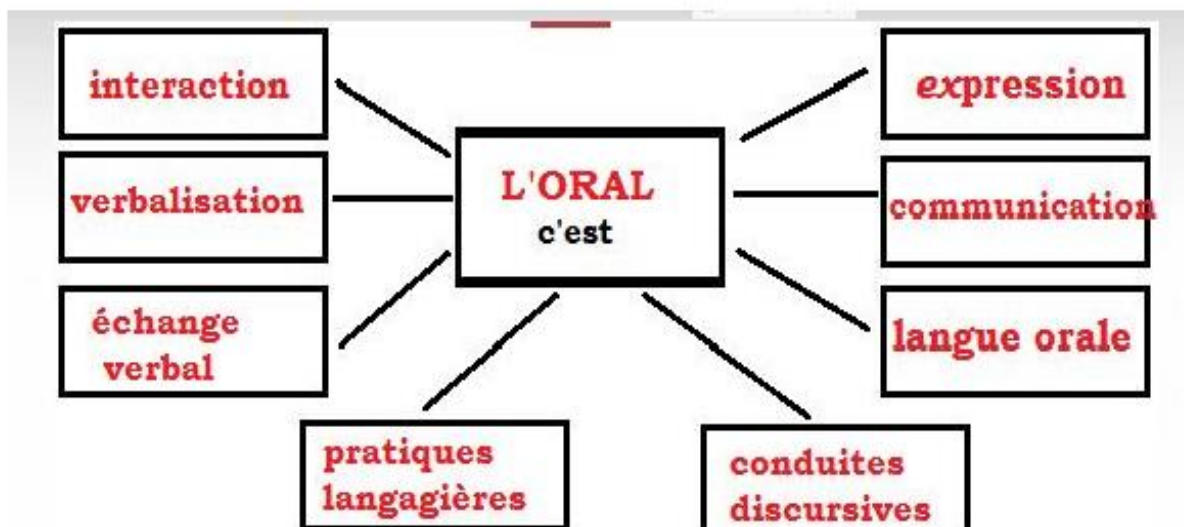 interaction
expression
L'ORAL
c'est
verbalisation
communication
échange
verbal
langue orale
pratiques
langagières
conduites
discursives